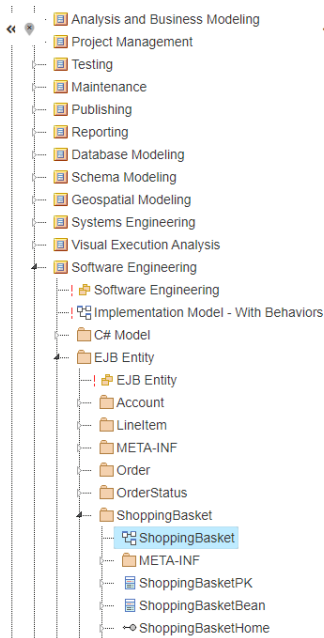 Analysis and Business Modeling
Project Management
Testing
Maintenance
Publishing
Reporting
Database Modeling
Schema Modeling
Geospatial Modeling
Systems Engineering
Visual Execution Analysis
Software Engineering
Software Engineering
Implementation Model - With Behaviors
C# Model
EJB Entity
EJB Entity
Account
LineItem
META-INF
Order
OrderStatus
ShoppingBasket
ShoppingBasket
META-INF
ShoppingBasketPK
ShoppingBasketBean
ShoppingBasketHome